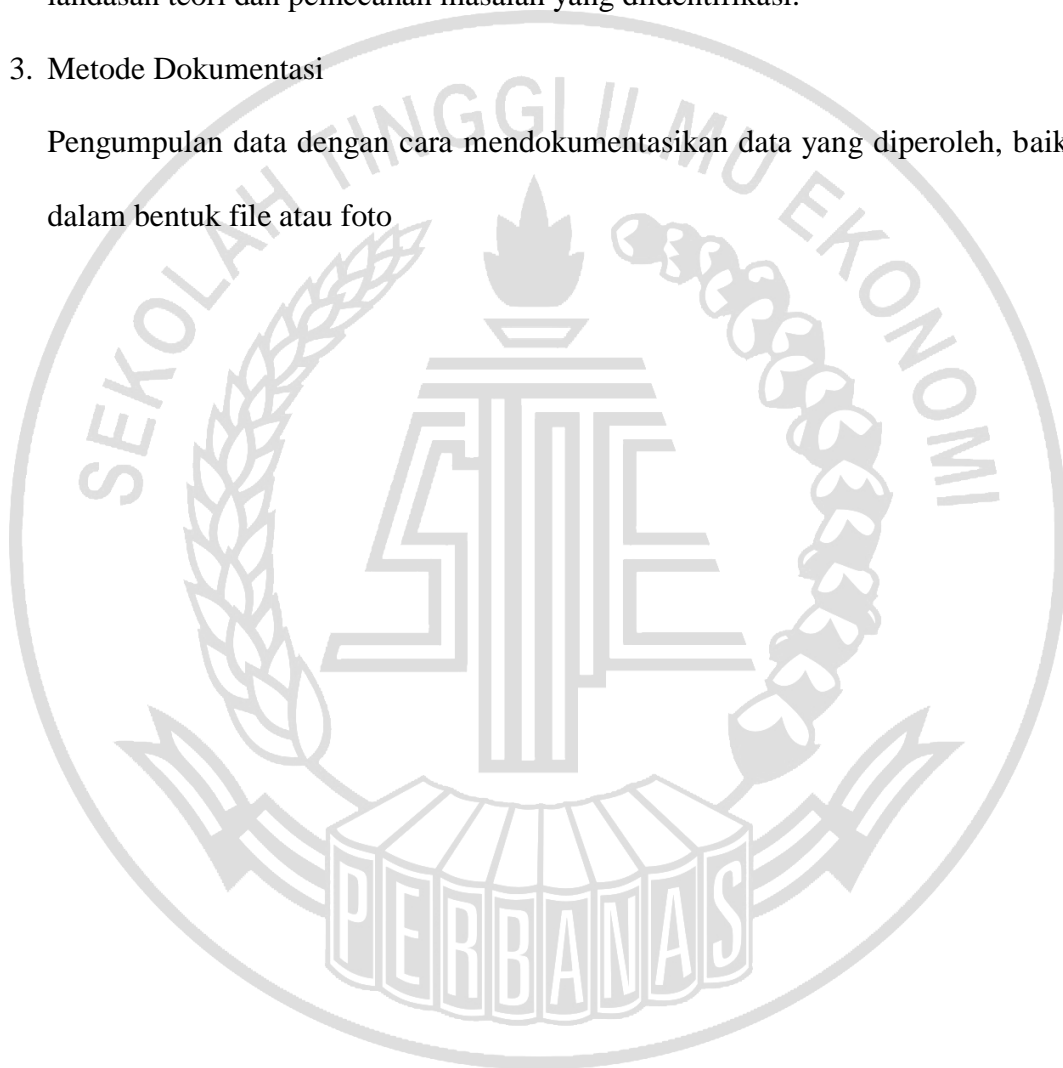 landasan teori dan pemecahan masalah yang diidentifikasi.
3. Metode Dokumentasi
Pengumpulan data dengan cara mendokumentasikan data yang diperoleh, baik
dalam bentuk file atau foto
SEKOLAH TINGGI ILMU EKONOMI
STIE
PERBANAS